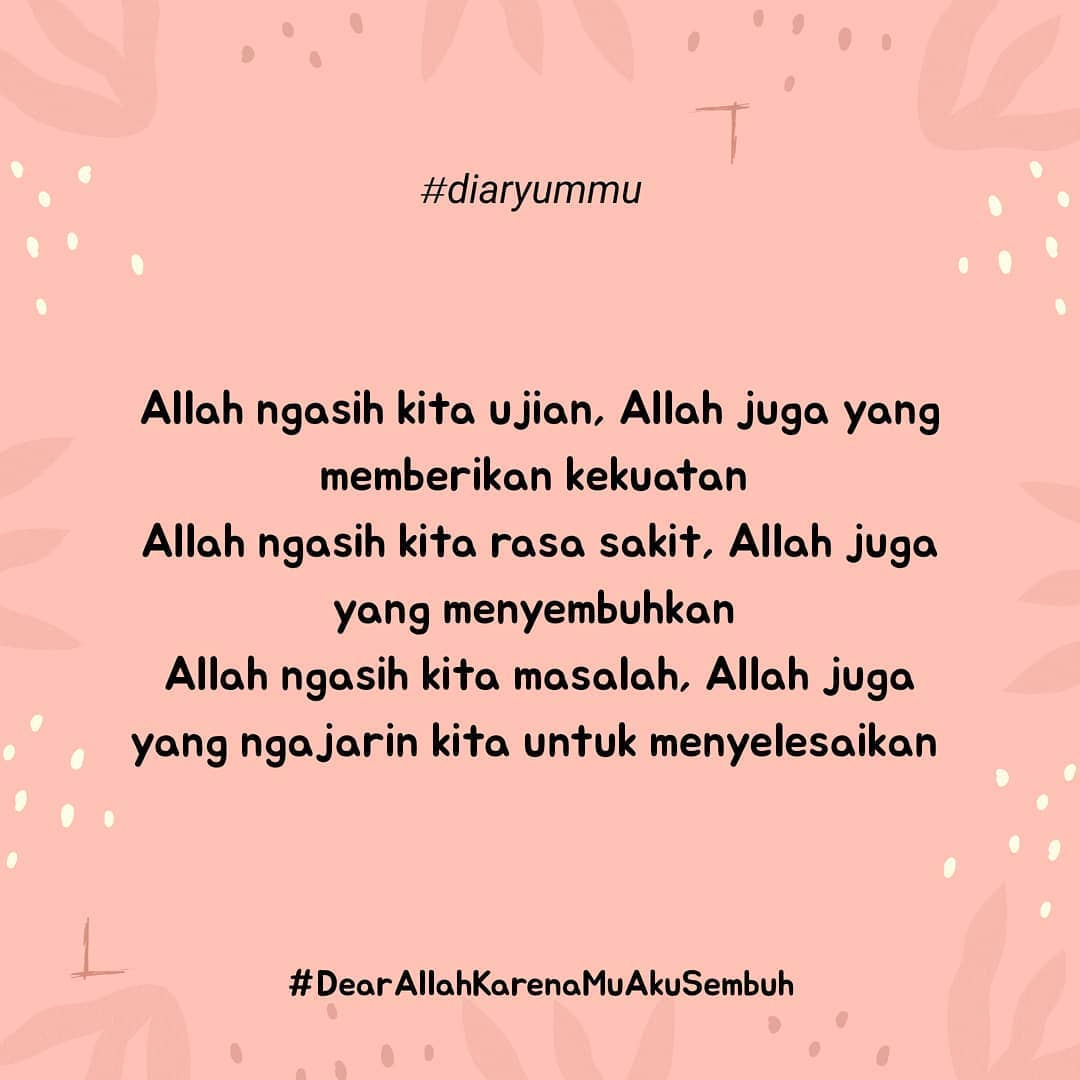 #diaryummu
Allah ngasih kita ujian, Allah juga yang
memberikan kekuatan
Allah ngasih kita rasa sakit, Allah juga
yang menyembuhkan
Allah ngasih kita masalah, Allah juga
yang ngajarin kita untuk menyelesaikan
#DearAllahKarenaMuAkuSembuh